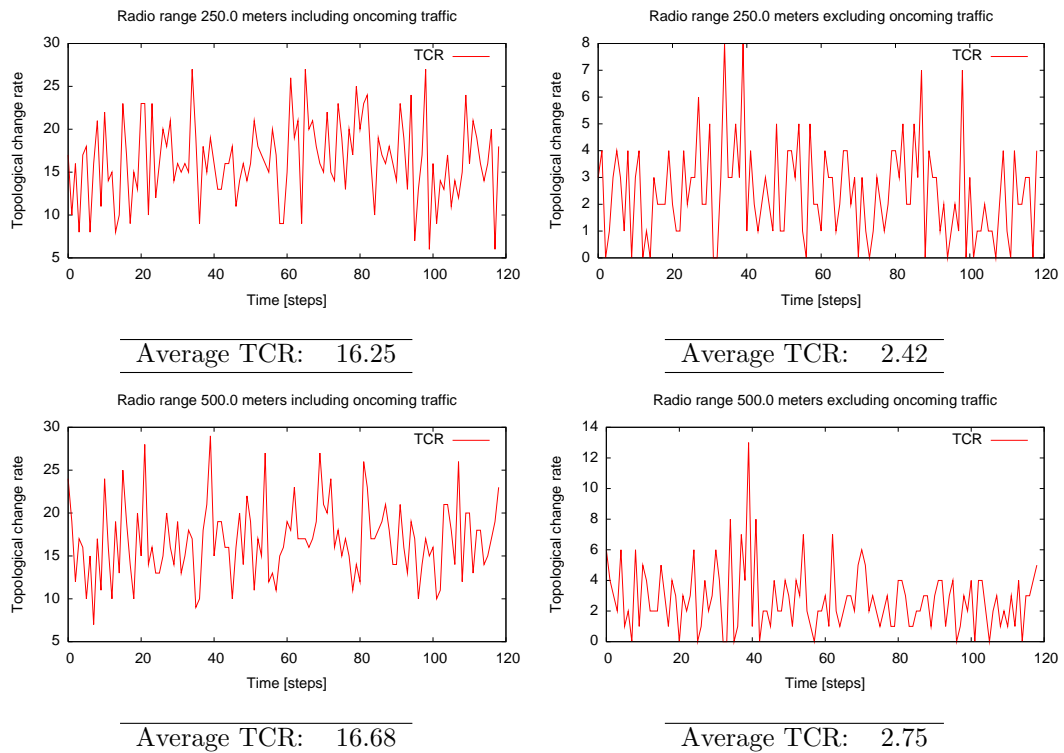 Radio range 250.0 meters including oncoming traffic
30
25
20
15
10
5
0 20 40 60 80 100 120
Topological change rate
Time [steps]
TCR
Average TCR: 16.25
Radio range 250.0 meters excluding oncoming traffic
8
7
6
5
4
3
2
1
0
0 20 40 60 80 100 120
Topological change rate
Time [steps]
TCR
Average TCR: 2.42
Radio range 500.0 meters including oncoming traffic
30
25
20
15
10
5
0 20 40 60 80 100 120
Topological change rate
Time [steps]
TCR
Average TCR: 16.68
Radio range 500.0 meters excluding oncoming traffic
14
12
10
8
6
4
2
0
0 20 40 60 80 100 120
Topological change rate
Time [steps]
TCR
Average TCR: 2.75